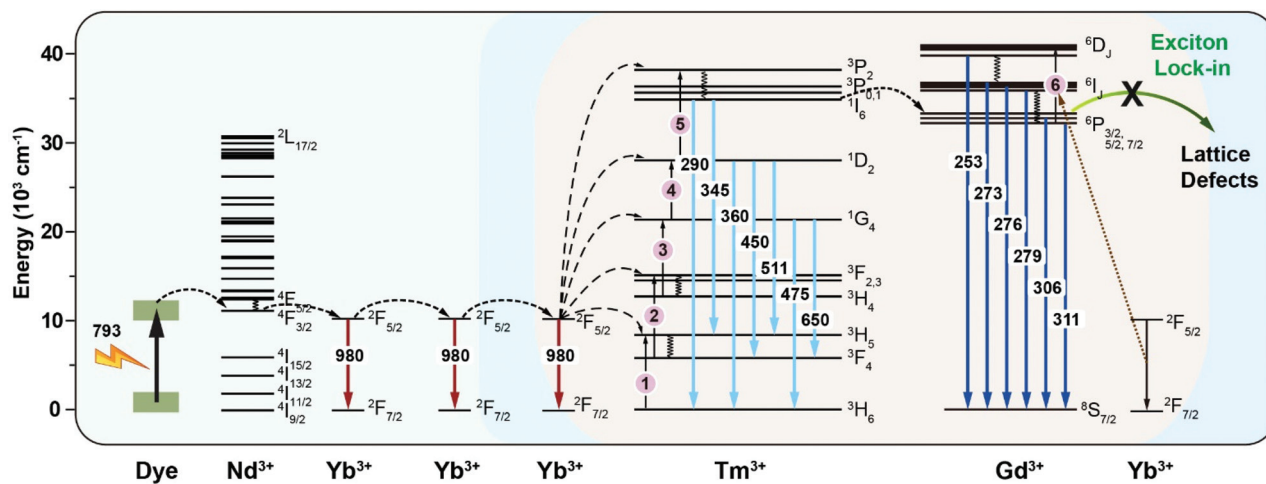 Energy (10³ cm⁻¹)
40
30
20
10
0
793
Dye
²L₁₇/₂
⁴F₅/₂
⁴F₃/₂
⁴I₁₅/₂
⁴I₁₃/₂
⁴I₁₁/₂
⁴I₉/₂
Nd³⁺
²F₅/₂
980
²F₇/₂
Yb³⁺
²F₅/₂
980
²F₇/₂
Yb³⁺
²F₅/₂
980
²F₇/₂
Yb³⁺
³P₂
³P₀,₁
¹I₆
¹D₂
¹G₄
³F₂,₃
³H₄
³H₅
³F₄
³H₆
1
2
3
4
5
290
345
360
450
511
475
650
Tm³⁺
⁶D_J
⁶I_J
⁶P₃/₂,
₅/₂, ₇/₂
6
253
273
276
279
306
311
⁸S₇/₂
Gd³⁺
Exciton
Lock-in
X
Lattice
Defects
²F₅/₂
²F₇/₂
Yb³⁺